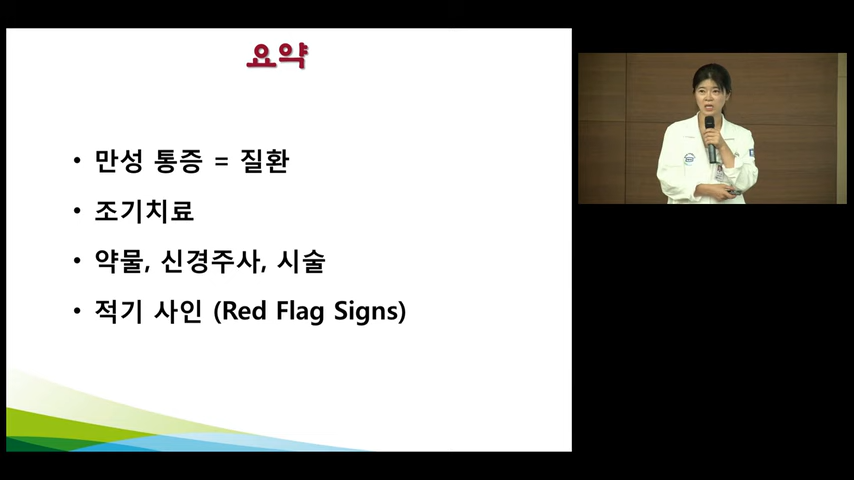 요약
• 만성 통증 = 질환
• 조기치료
• 약물, 신경주사, 시술
• 적기 사인 (Red Flag Signs)